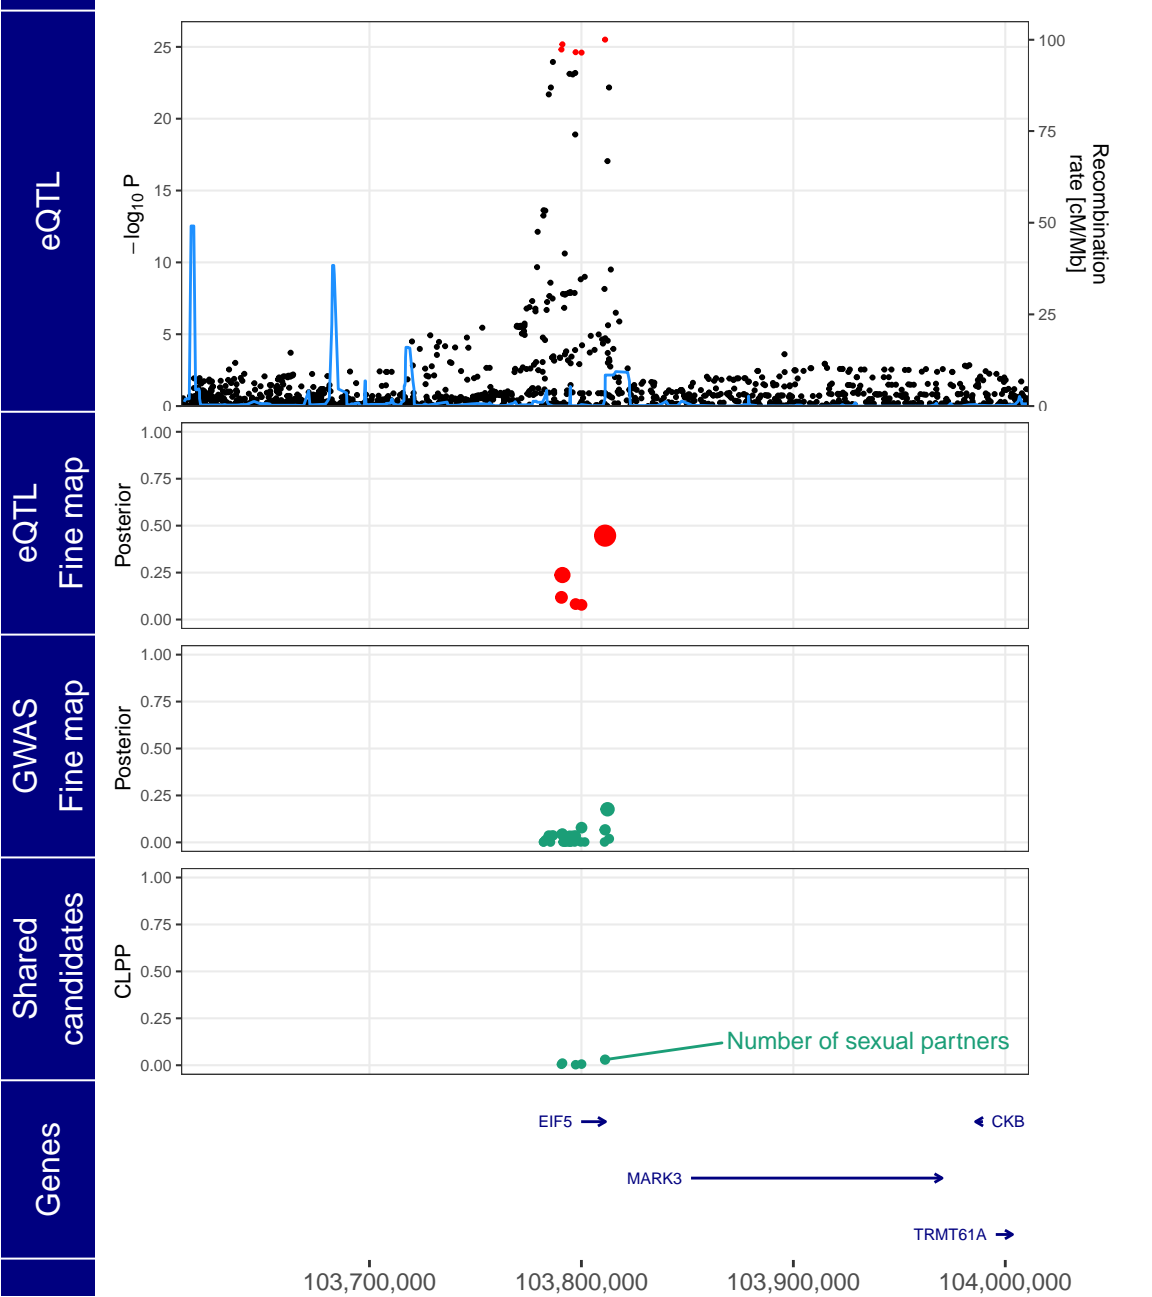 eQTL
25
20
15
10
5
0
−log10 P
100
75
50
25
0
Recombination
rate [cM/Mb]
eQTL
Fine map
Posterior
1.00
0.75
0.50
0.25
0.00
GWAS
Fine map
Posterior
1.00
0.75
0.50
0.25
0.00
Shared
candidates
CLPP
1.00
0.75
0.50
0.25
0.00
Number of sexual partners
Genes
EIF5
CKB
MARK3
TRMT61A
103,700,000
103,800,000
103,900,000
104,000,000